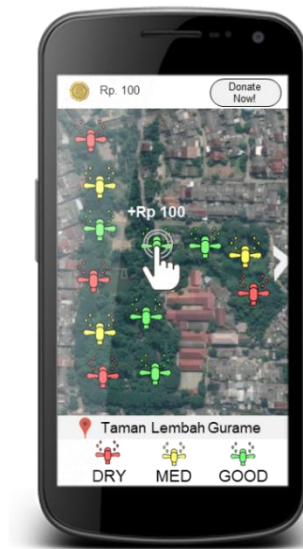 Rp. 100
Donate
Now!
+Rp 100
Taman Lembah Gurame
DRY MED GOOD